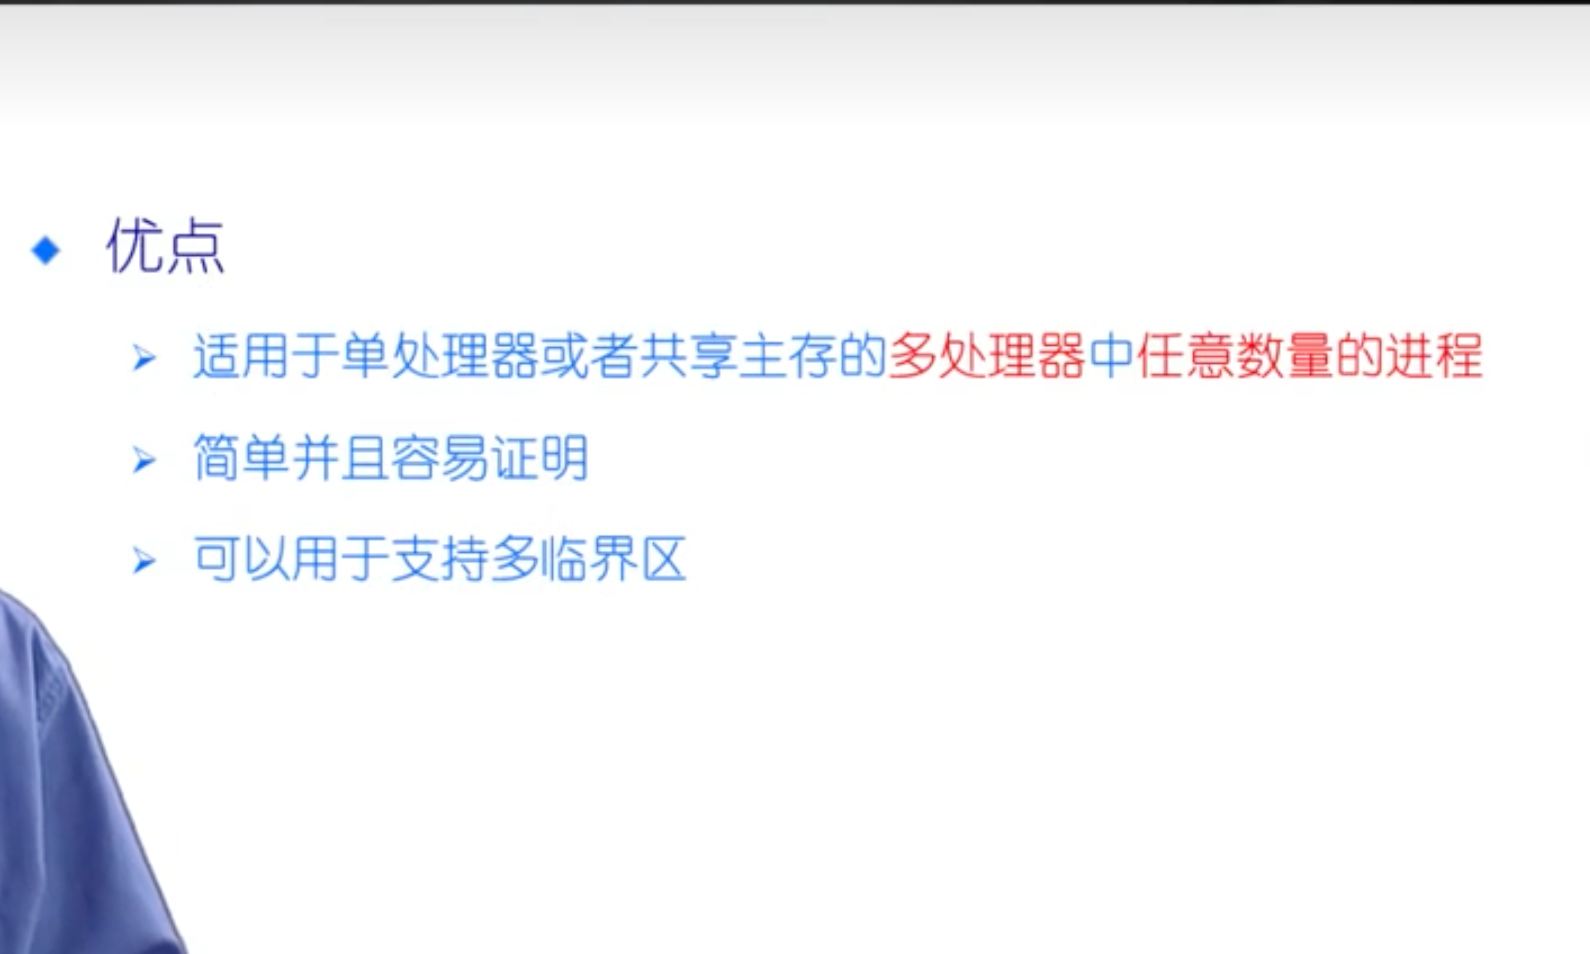 优点
适用于单处理器或者共享主存的多处理器中任意数量的进程
简单并且容易证明
可以用于支持多临界区